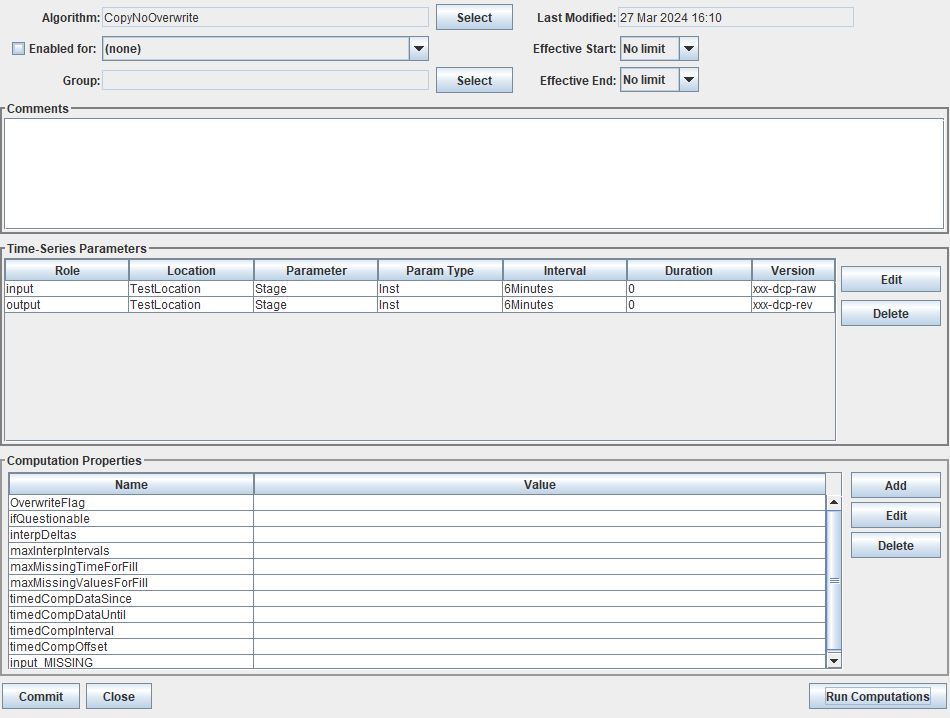 Algorithm: CopyNoOverwrite Select Last Modified: 27 Mar 2024 16:10
Enabled for: (none) Effective Start: No limit
Group: Select Effective End: No limit
Comments
Time-Series Parameters
Role Location Parameter Param Type Interval Duration Version
input TestLocation Stage Inst 6Minutes 0 xxx-dcp-raw
output TestLocation Stage Inst 6Minutes 0 xxx-dcp-rev
Edit
Delete
Computation Properties
Name Value
OverwriteFlag
ifQuestionable
interpDeltas
maxInterpIntervals
maxMissingTimeForFill
maxMissingValuesForFill
timedCompDataSince
timedCompDataUntil
timedCompInterval
timedCompOffset
input_MISSING
Add
Edit
Delete
Commit Close Run Computations